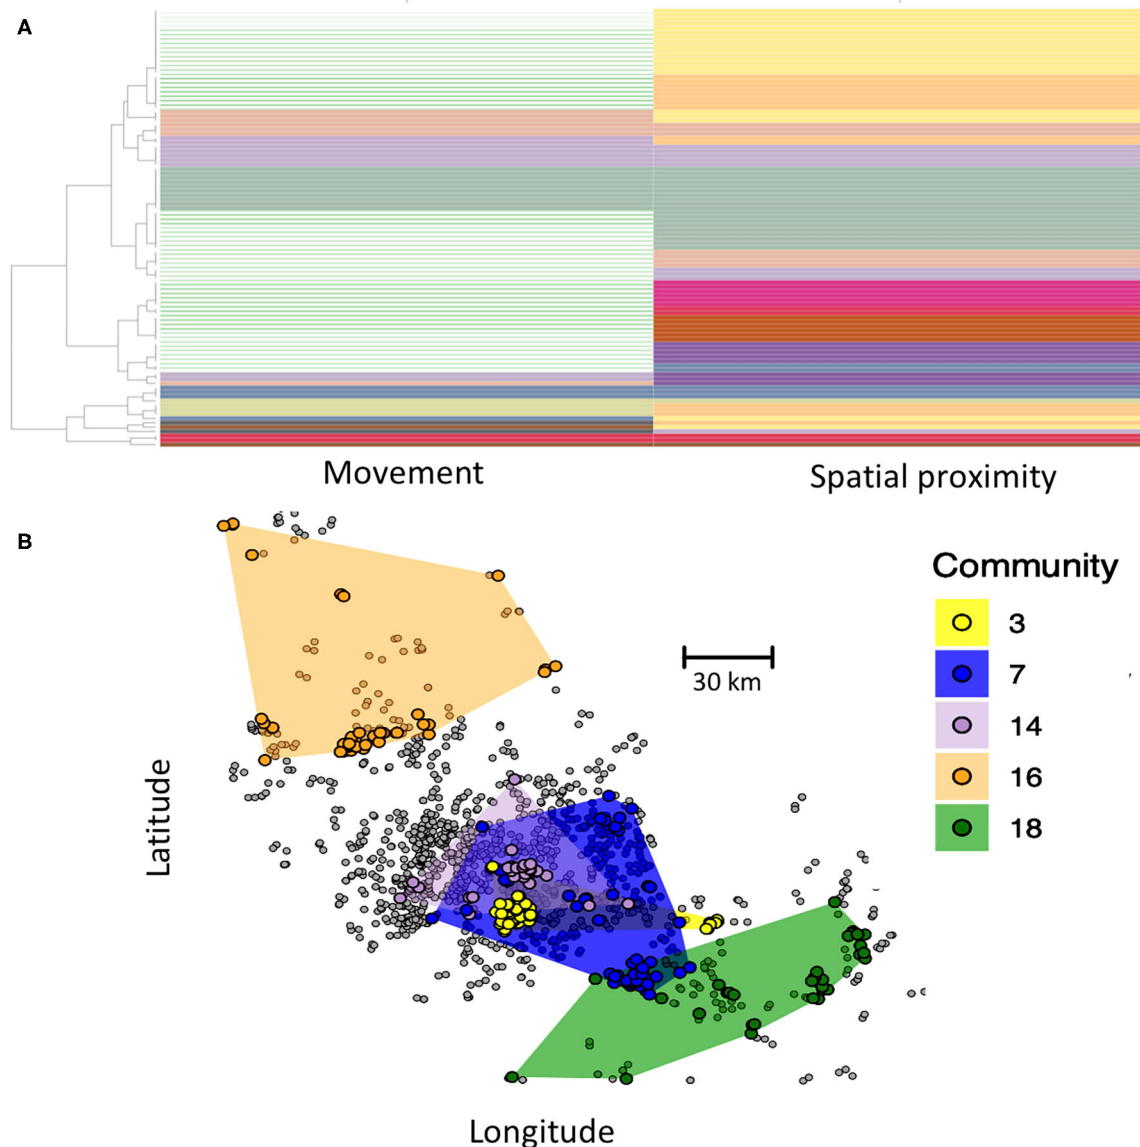 A
Movement
Spatial proximity
B
Community
3
7
14
16
18
30 km
Latitude
Longitude